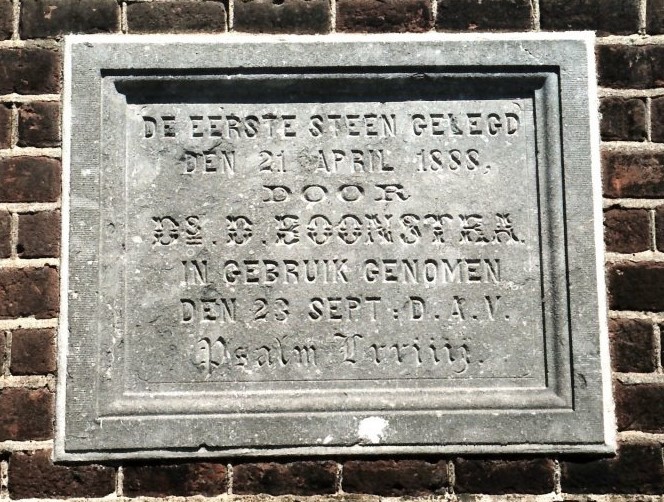 DE EERSTE STEEN GELEGD
DEN 21 APRIL 1888,
DOOR
DS. D. BOONSTRA.
IN GEBRUIK GENOMEN
DEN 23 SEPT: D.A.V.
Psalm